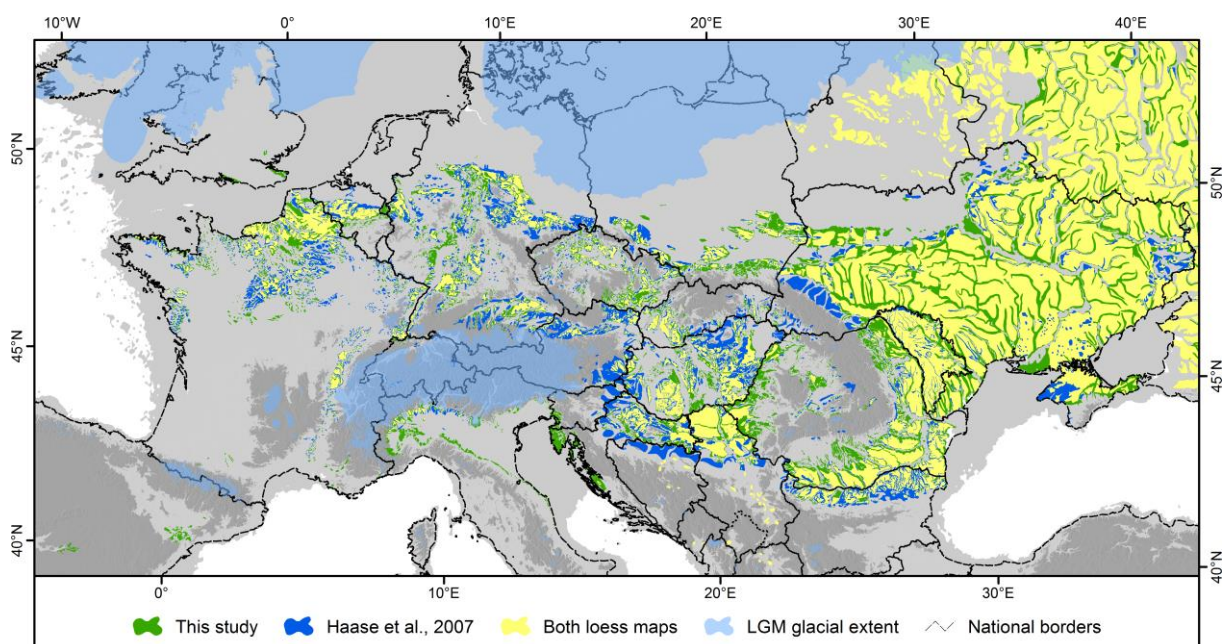 10°W 0° 10°E 20°E 30°E 40°E
50°N 50°N
45°N 45°N
40°N 40°N
0° 10°E 20°E 30°E
This study Haase et al., 2007 Both loess maps LGM glacial extent National borders